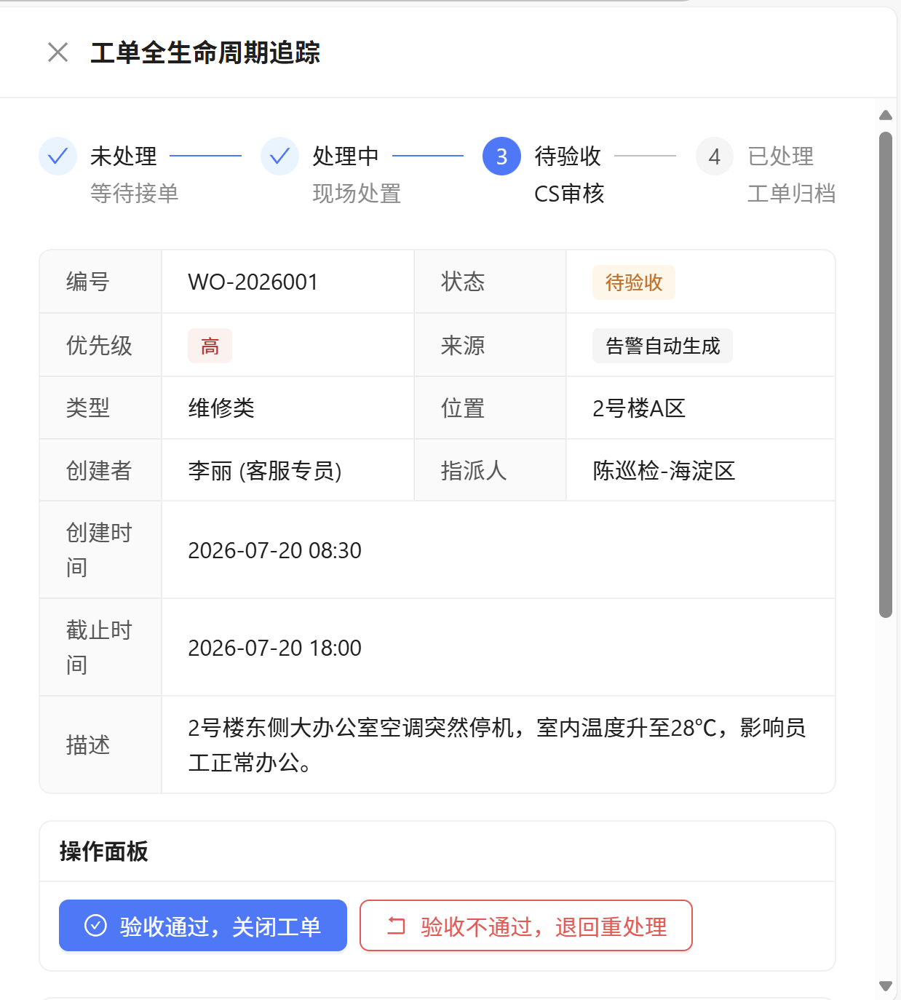 工单全生命周期追踪
未处理
等待接单
处理中
现场处置
3
待验收
CS审核
4
已处理
工单归档
编号 WO-2026001 状态 待验收
优先级 高 来源 告警自动生成
类型 维修类 位置 2号楼A区
创建者 李丽 (客服专员) 指派人 陈巡检-海淀区
创建时
间
2026-07-20 08:30
截止时
间
2026-07-20 18:00
描述
2号楼东侧大办公室空调突然停机，室内温度升至28℃，影响员
工正常办公。
操作面板
验收通过，关闭工单
验收不通过，退回重处理